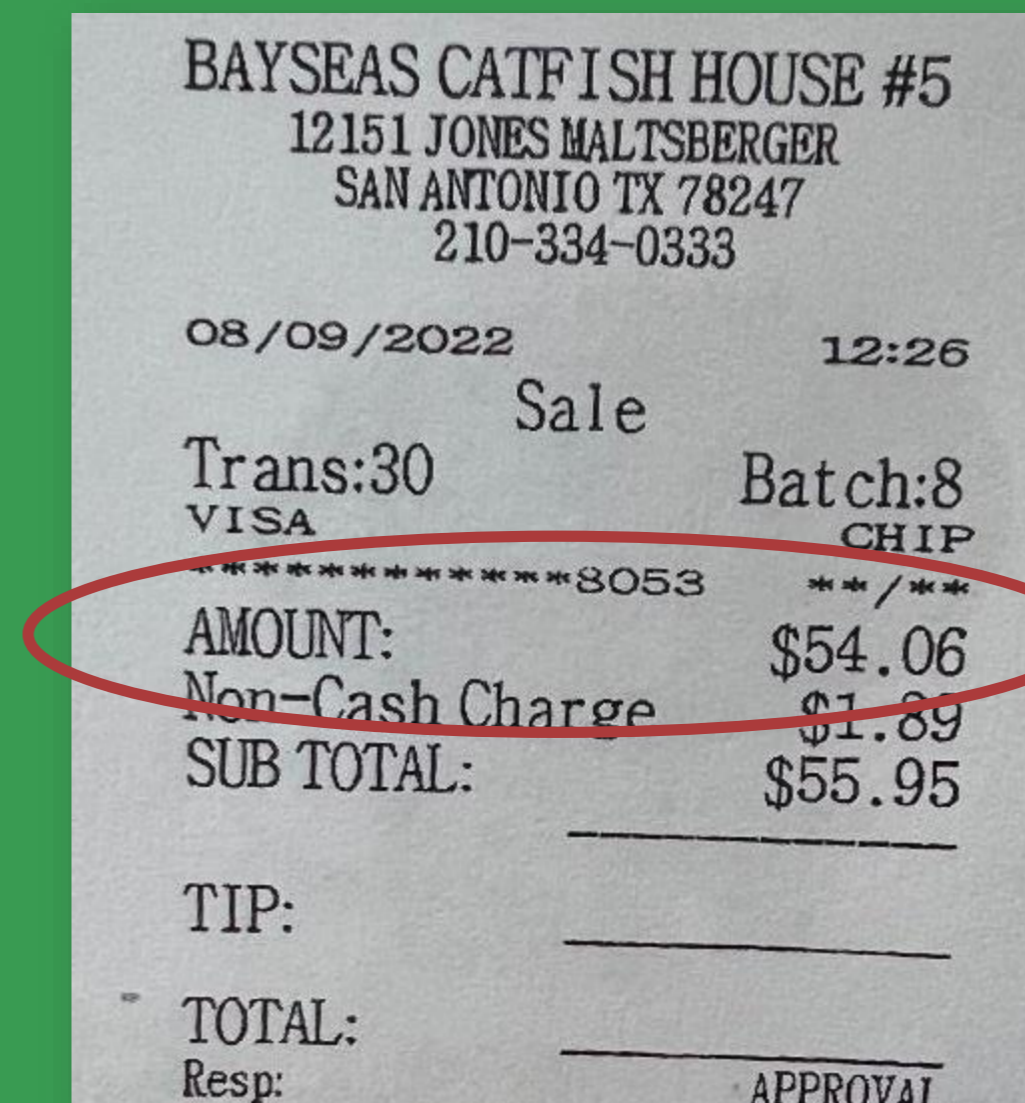 BAYSEAS CATFISH HOUSE #5
12151 JONES MALTSBERGER
SAN ANTONIO TX 78247
210-334-0333
08/09/2022 12:26
Sale
Trans:30 Batch:8
VISA CHIP
************8053 **/**
AMOUNT: $54.06
Non-Cash Charge $1.89
SUB TOTAL: $55.95
TIP:
TOTAL:
Resp: APPROVAL